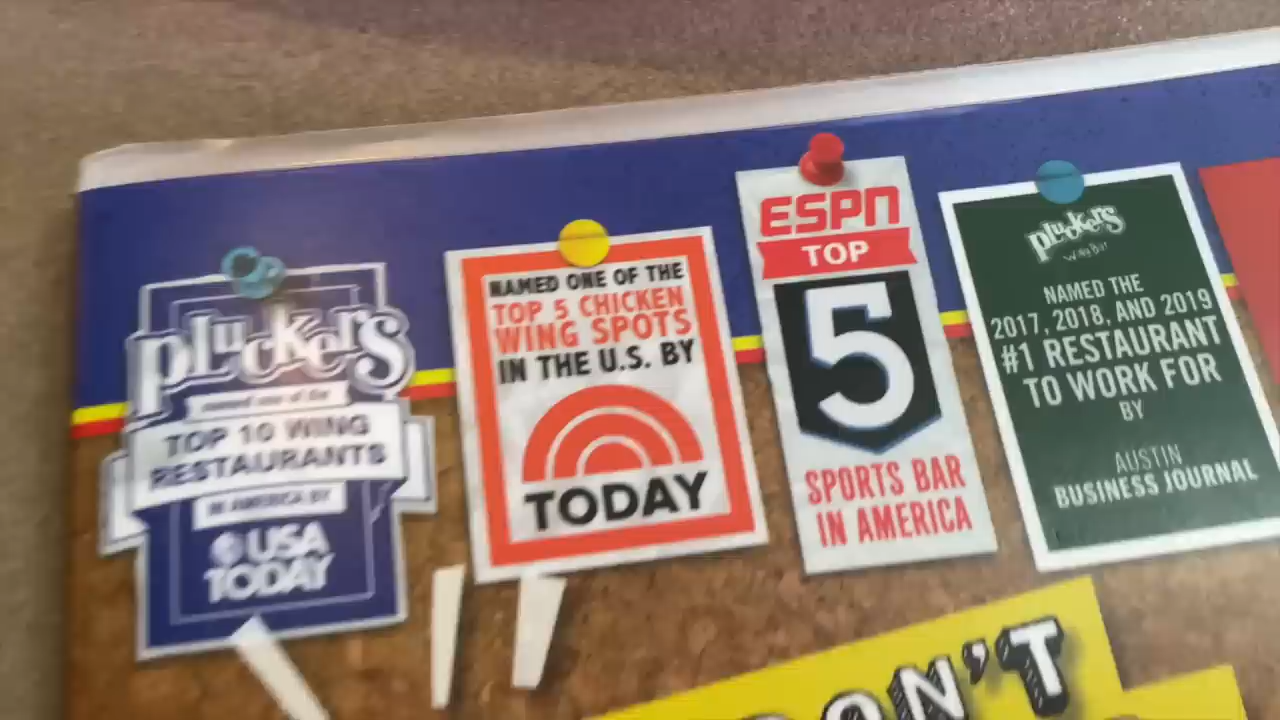 Pluckers
named one of the
TOP 10 WING
RESTAURANTS
IN AMERICA BY
USA
TODAY
NAMED ONE OF THE
TOP 5 CHICKEN
WING SPOTS
IN THE U.S. BY
TODAY
ESPN
TOP
5
SPORTS BAR
IN AMERICA
Pluckers
Wing Bar
NAMED THE
2017, 2018, AND 2019
#1 RESTAURANT
TO WORK FOR
BY
AUSTIN
BUSINESS JOURNAL
ON'T